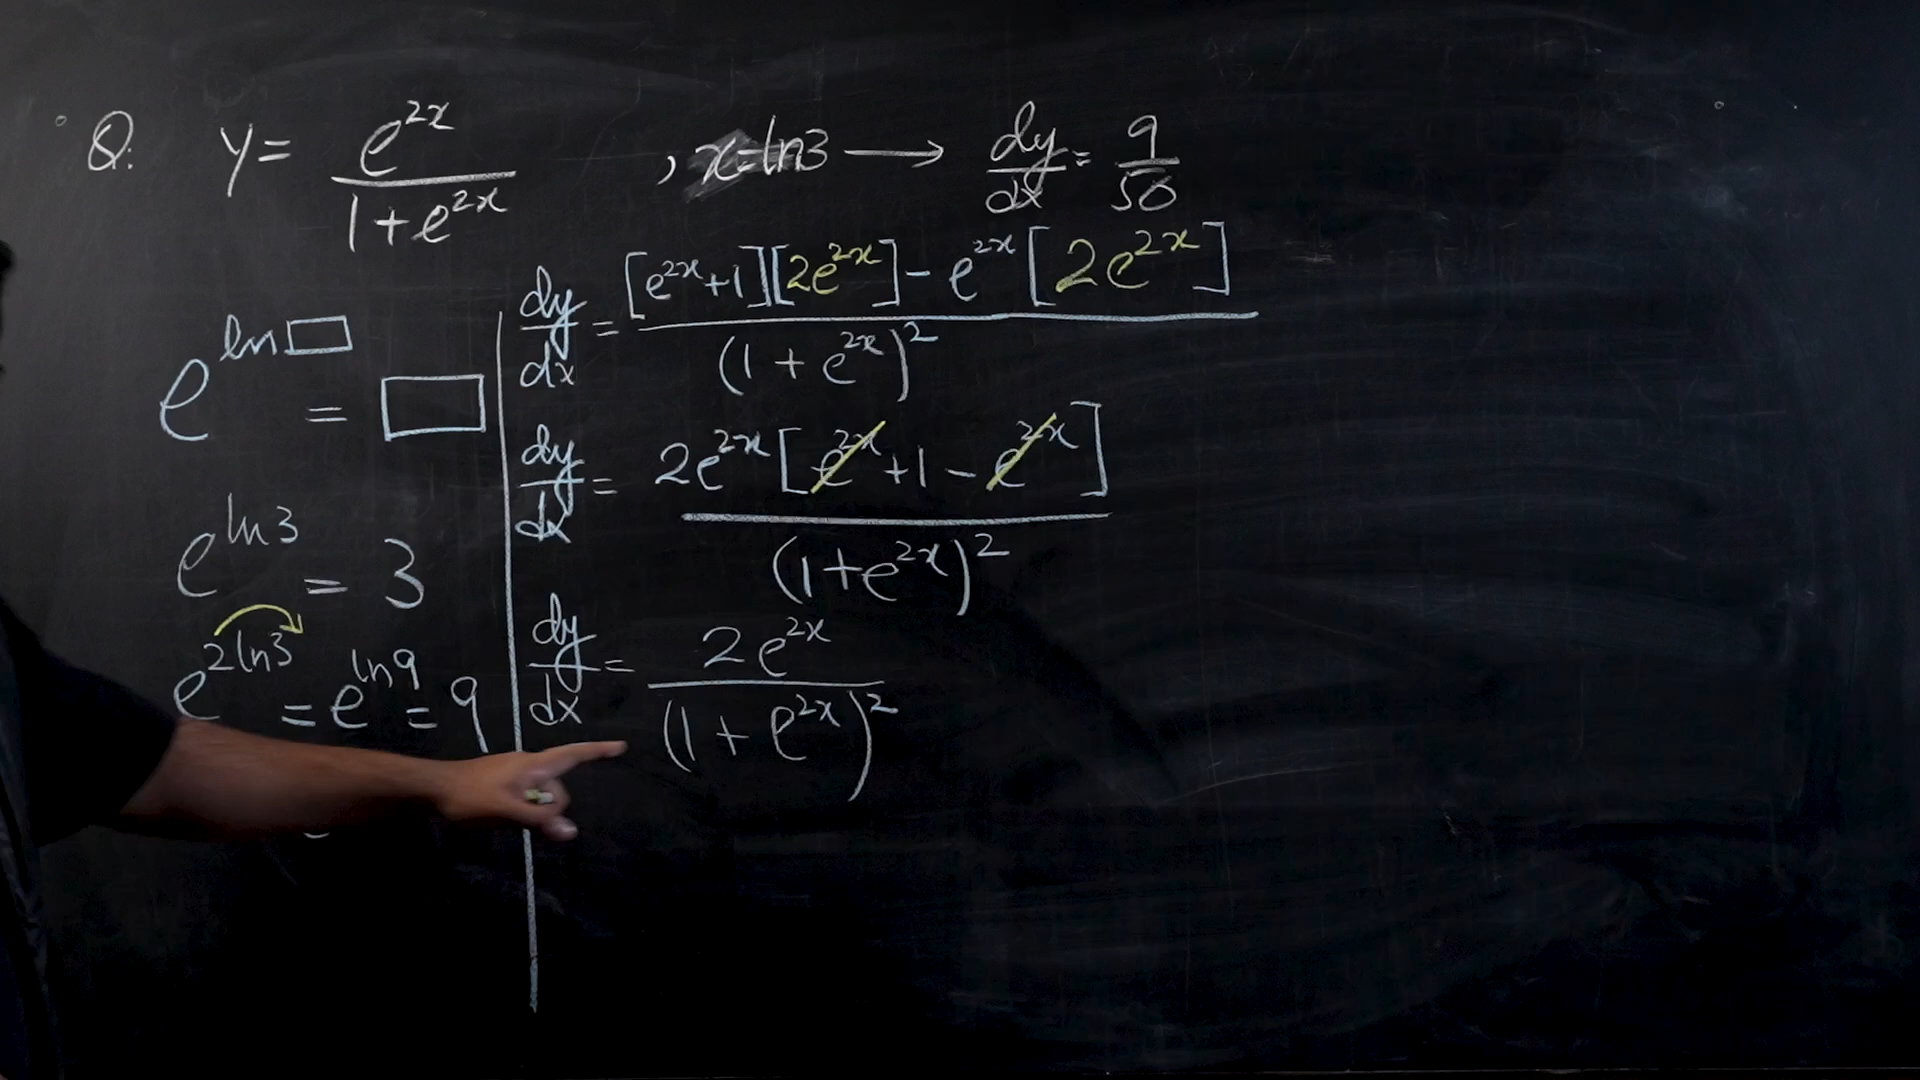 Q: y = e^{2x} / (1 + e^{2x}) , x = ln3 ⟶ dy/dx = 9/50
e^{ln □} = □
e^{ln3} = 3
e^{2ln3} = e^{ln9} = 9
dy/dx = ([e^{2x}+1][2e^{2x}] - e^{2x}[2e^{2x}]) / (1 + e^{2x})^2
dy/dx = 2e^{2x}[e^{2x}+1 - e^{2x}] / (1+e^{2x})^2
dy/dx = 2e^{2x} / (1 + e^{2x})^2